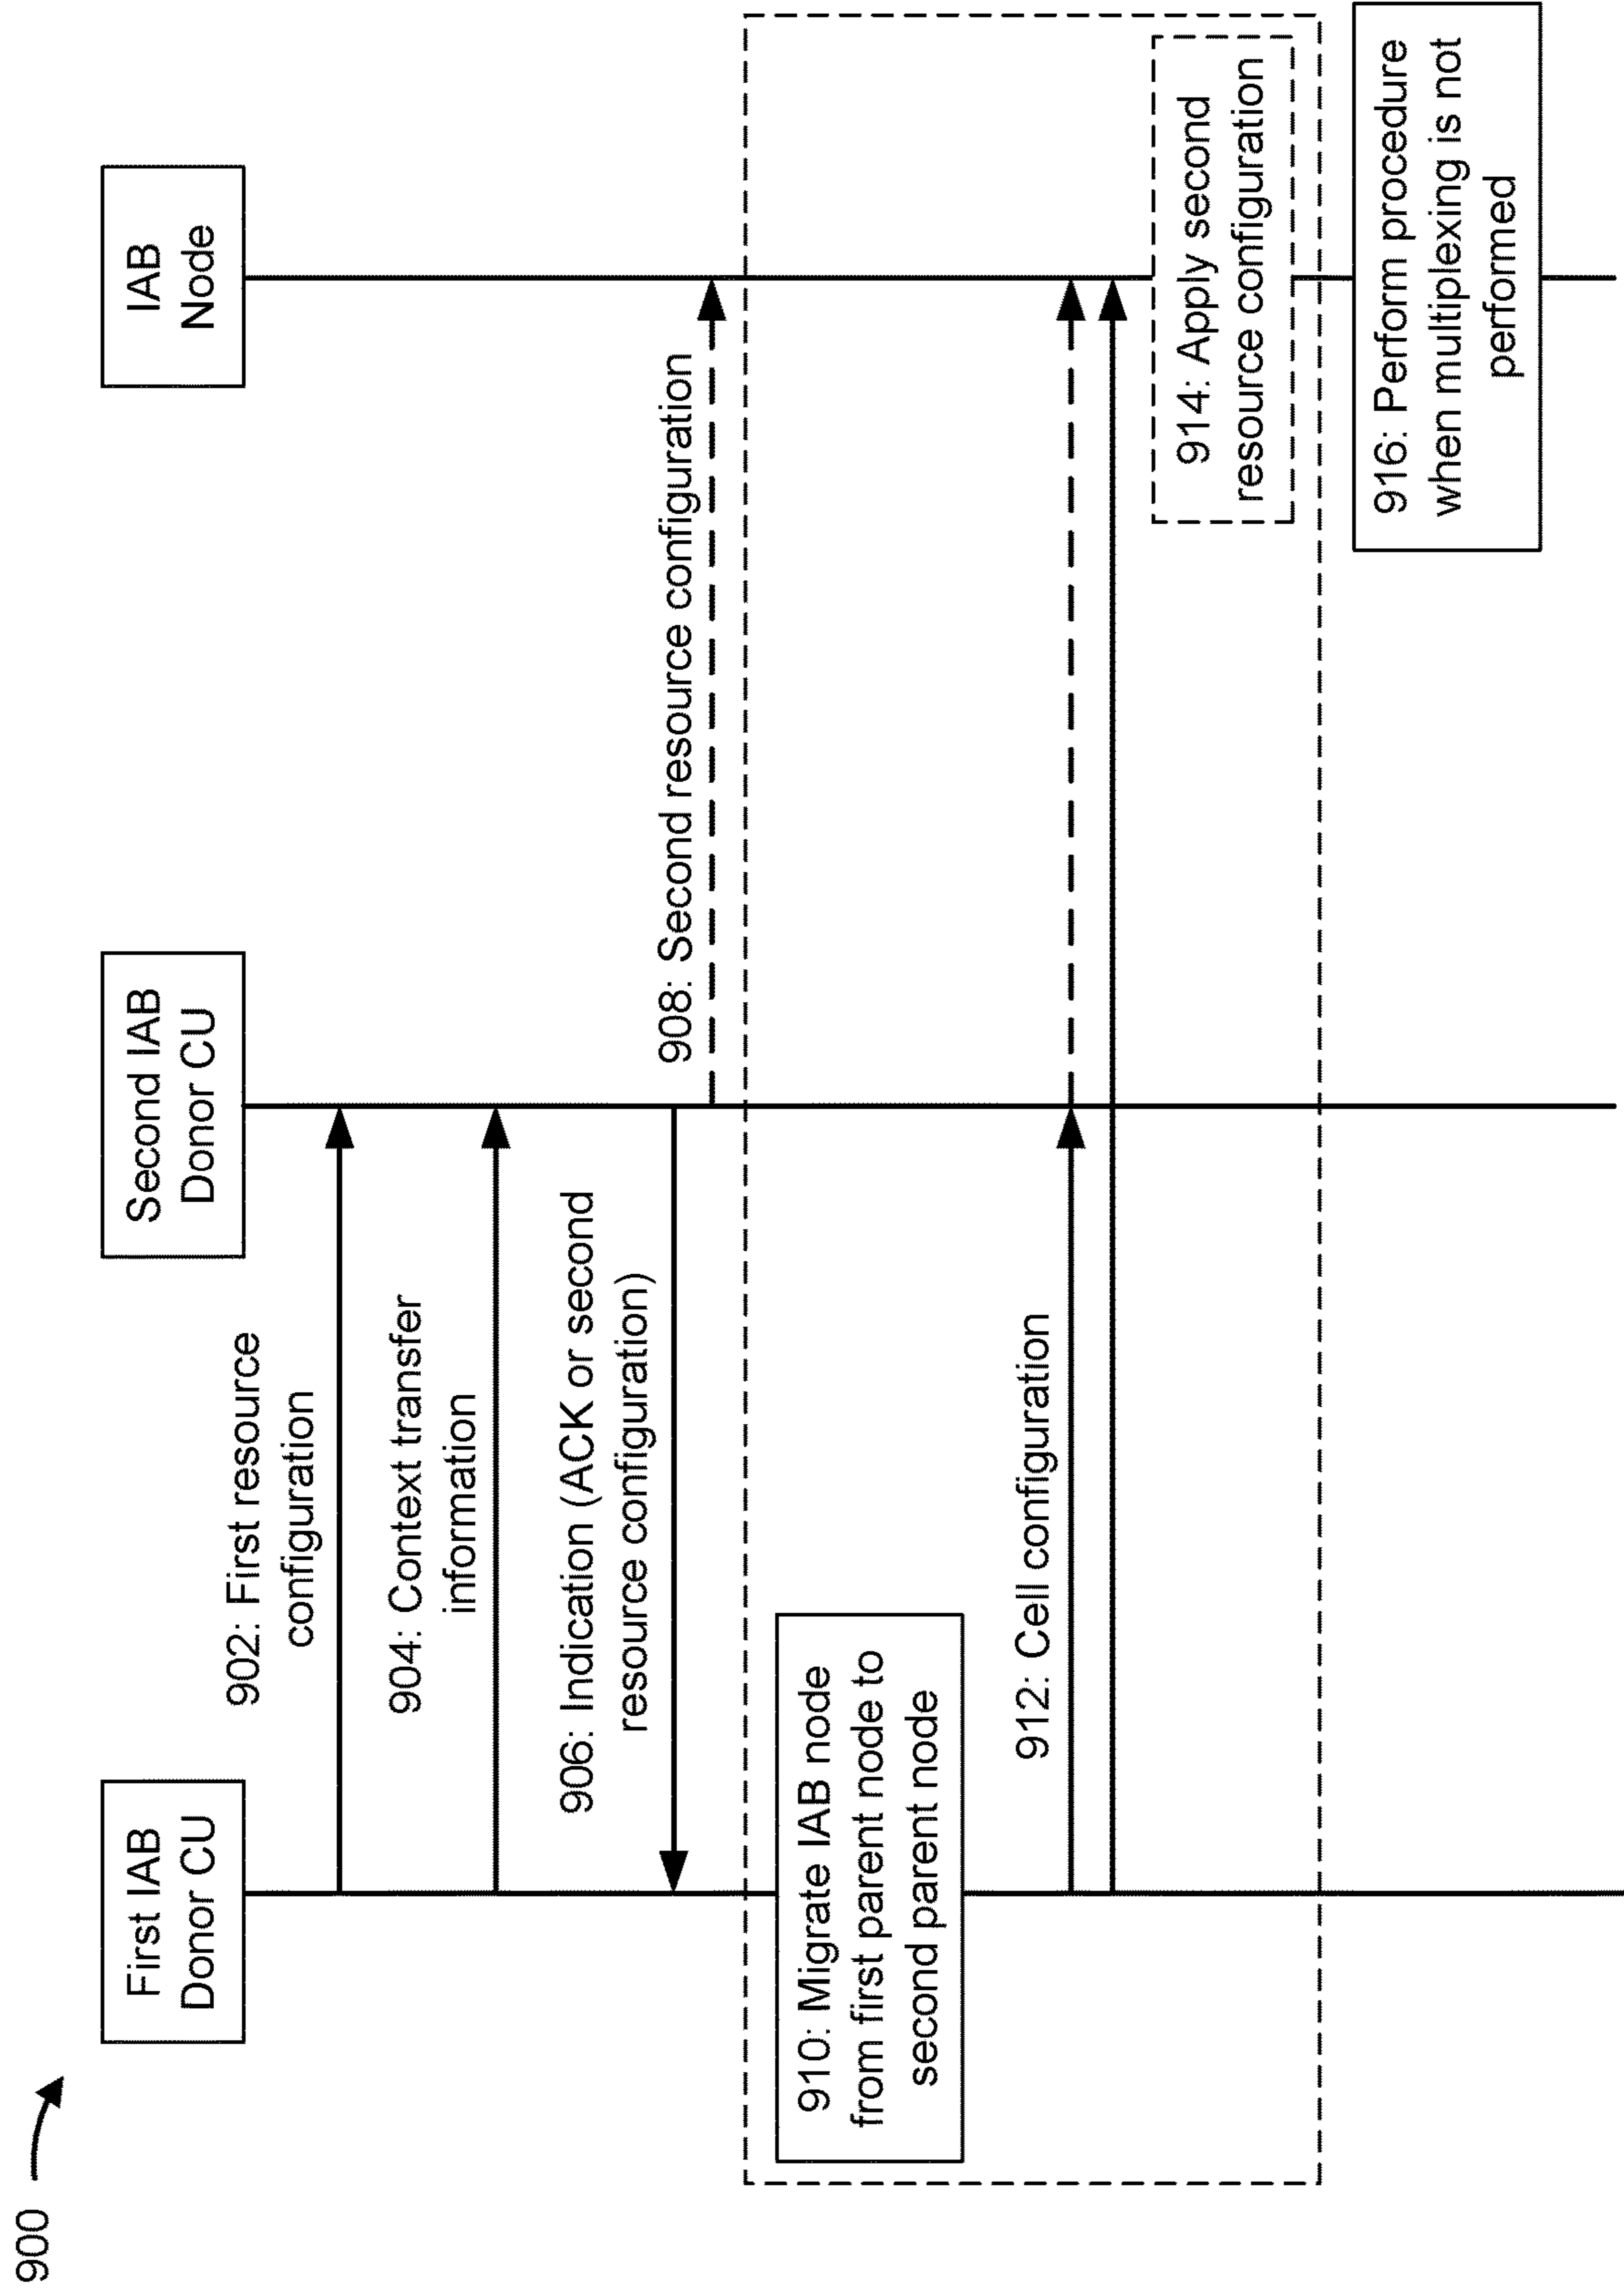 900
First IAB
Donor CU
Second IAB
Donor CU
IAB
Node
902: First resource
configuration
904: Context transfer
information
906: Indication (ACK or second
resource configuration)
908: Second resource configuration
910: Migrate IAB node
from first parent node to
second parent node
912: Cell configuration
914: Apply second
resource configuration
916: Perform procedure
when multiplexing is not
performed